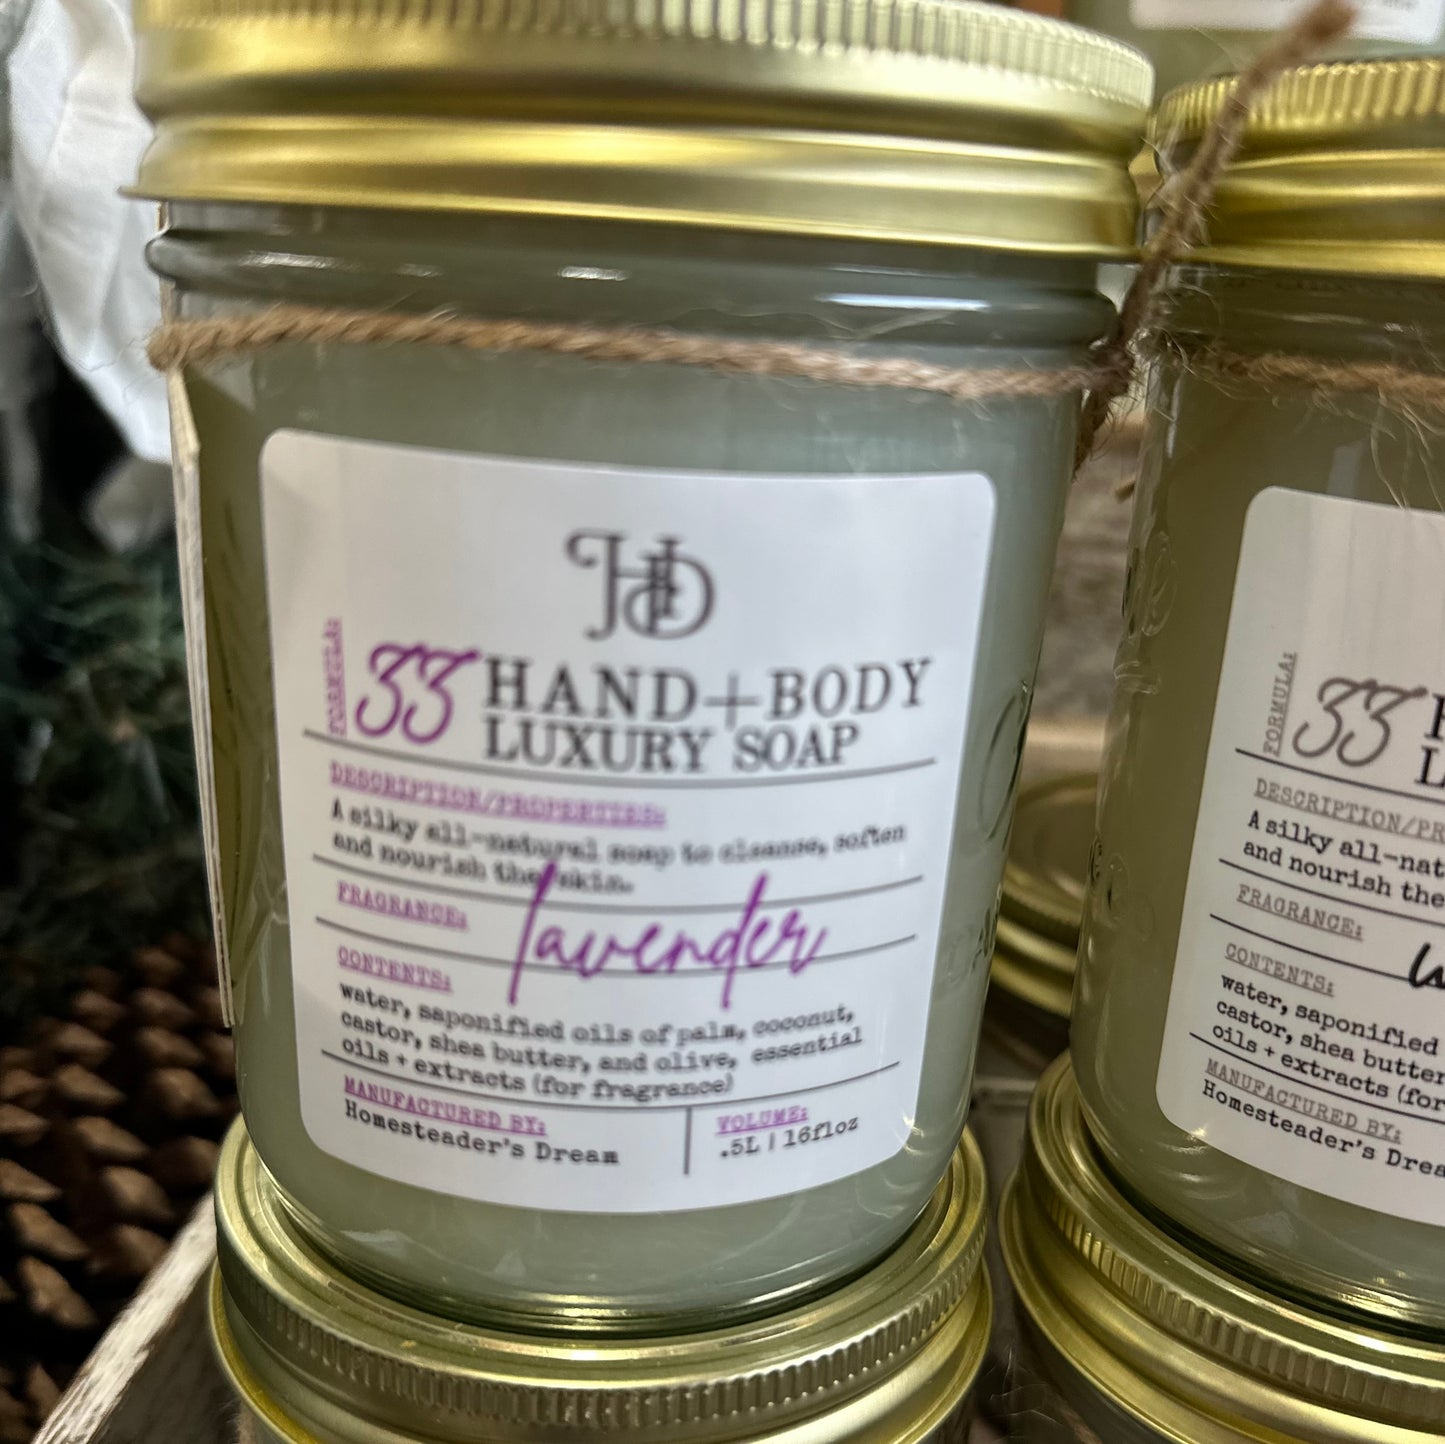 HD
FORMULA:
33 HAND+BODY
LUXURY SOAP
DESCRIPTION/PROPERTIES:
A silky all-natural soap to cleanse, soften
and nourish the skin.
FRAGRANCE: lavender
CONTENTS:
water, saponified oils of palm, coconut,
castor, shea butter, and olive, essential
oils + extracts (for fragrance)
MANUFACTURED BY:
Homesteader's Dream
VOLUME:
.5L | 16floz
FORMULA:
33
DESCRIPTION/PR
A silky all-nat
and nourish the
FRAGRANCE:
CONTENTS:
water, saponified
castor, shea butter
oils + extracts (for
MANUFACTURED BY:
Homesteader's Drea